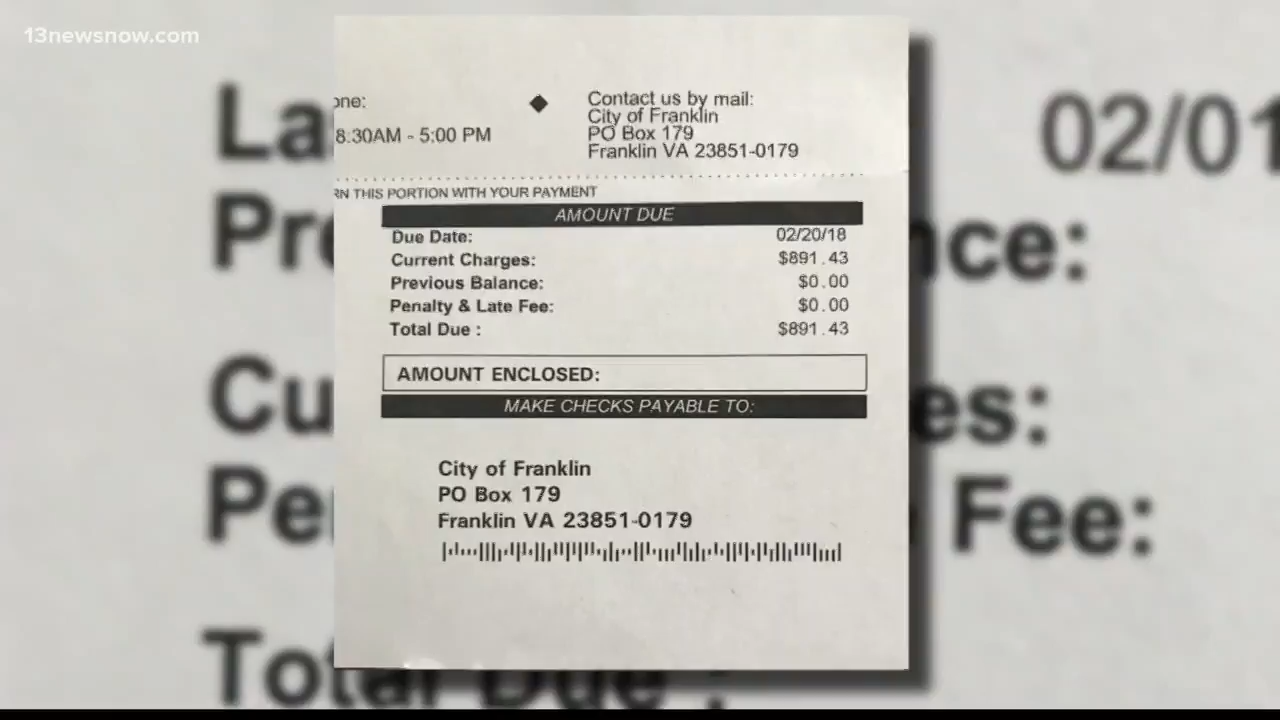 13newsnow.com
one:
8:30AM - 5:00 PM
Contact us by mail:
City of Franklin
PO Box 179
Franklin VA 23851-0179
RN THIS PORTION WITH YOUR PAYMENT
AMOUNT DUE
Due Date: 02/20/18
Current Charges: $891.43
Previous Balance: $0.00
Penalty & Late Fee: $0.00
Total Due : $891.43
AMOUNT ENCLOSED:
MAKE CHECKS PAYABLE TO:
City of Franklin
PO Box 179
Franklin VA 23851-0179
La 02/01
Pre nce:
Cu es:
Pe Fee:
Total Due :